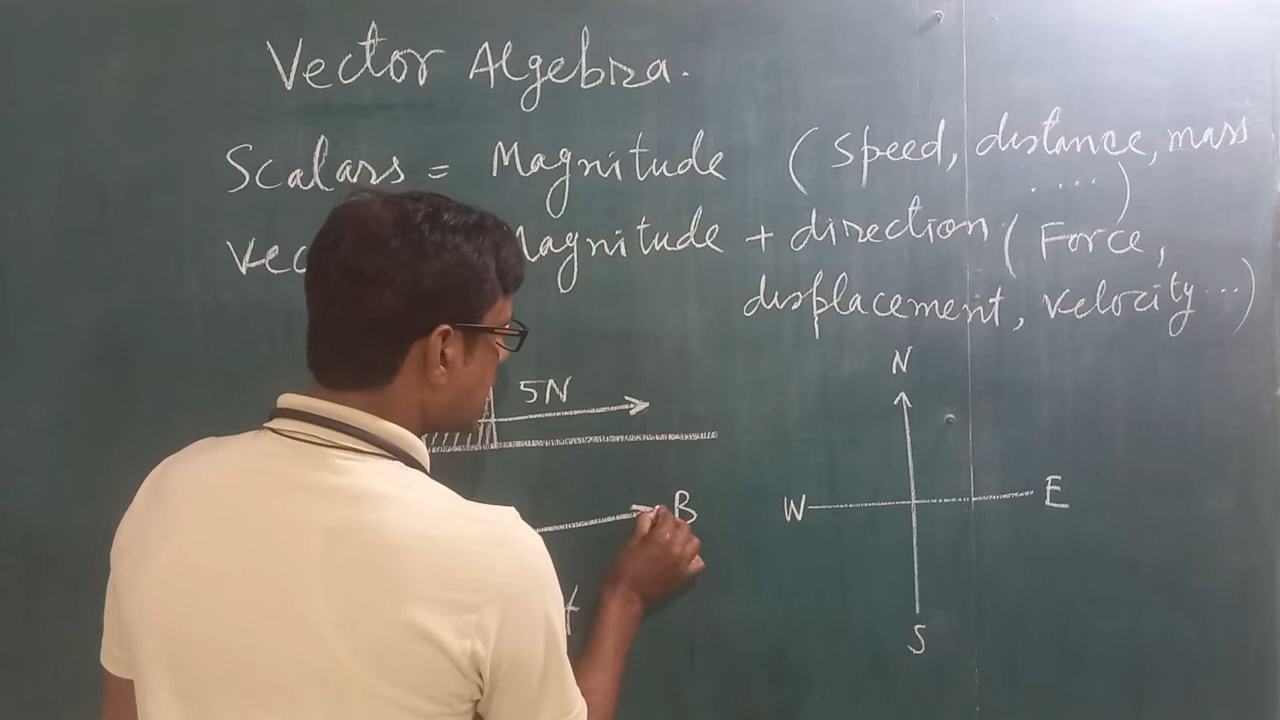 Vector Algebra.
Scalars = Magnitude (speed, distance, mass
....)
Magnitude + direction (Force,
displacement, velocity...)
N
5N
B
W E
S